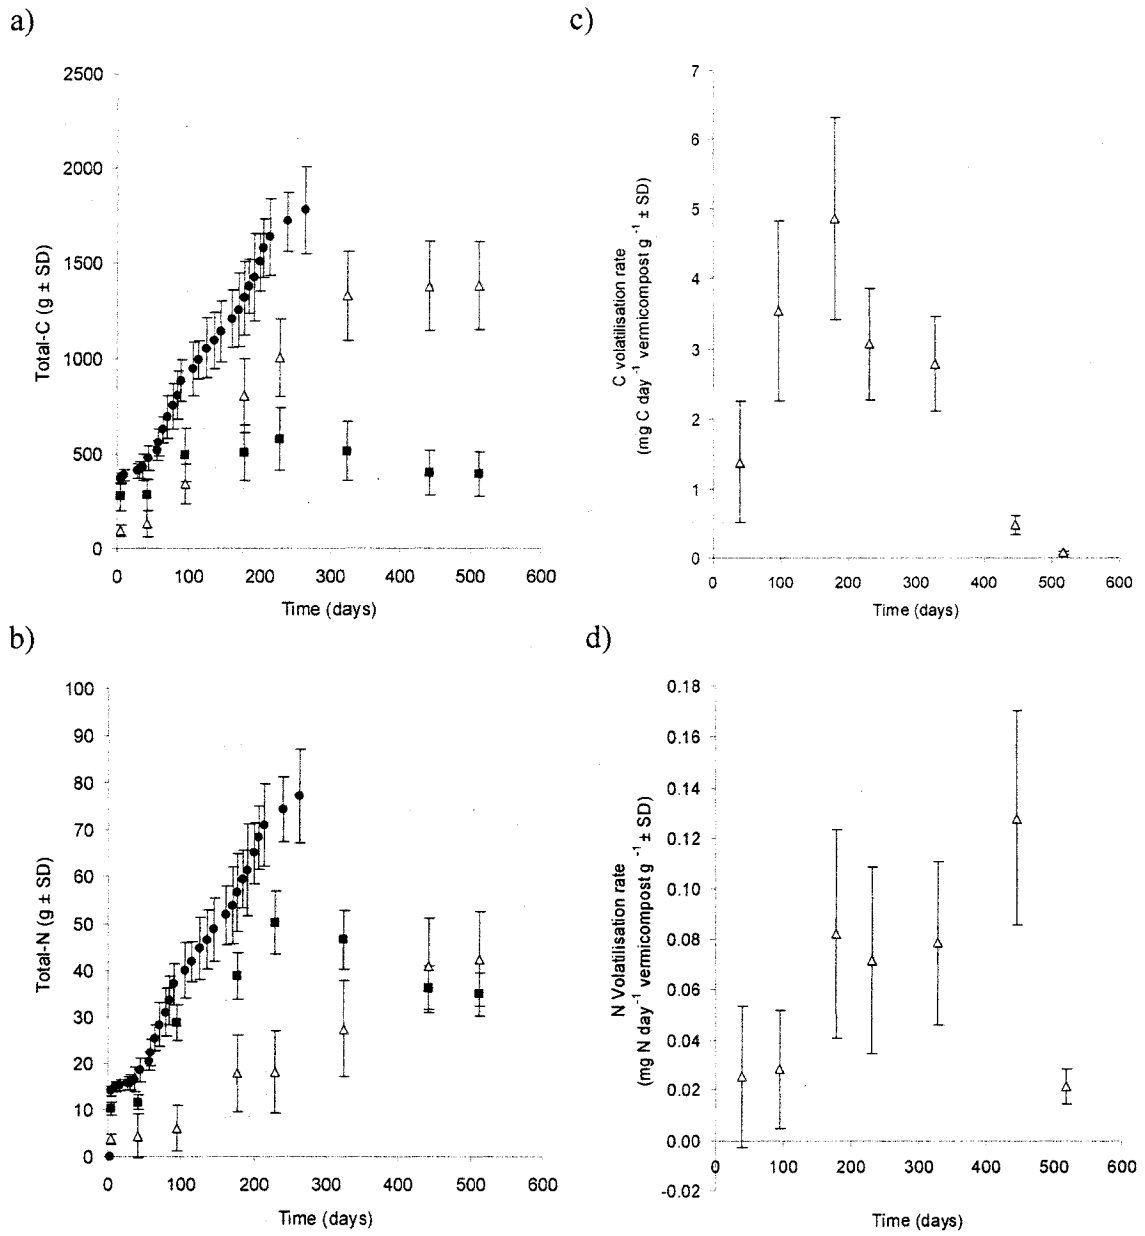 a)
2500
2000
1500
1000
500
0
Total-C (g ± SD)
0 100 200 300 400 500 600
Time (days)
c)
7
6
5
4
3
2
1
0
C volatilisation rate
(mg C day⁻¹ vermicompost g⁻¹ ± SD)
0 100 200 300 400 500 600
Time (days)
b)
100
90
80
70
60
50
40
30
20
10
0
Total-N (g ± SD)
0 100 200 300 400 500 600
Time (days)
d)
0.18
0.16
0.14
0.12
0.10
0.08
0.06
0.04
0.02
0.00
-0.02
N Volatilisation rate
(mg N day⁻¹ vermicompost g⁻¹ ± SD)
0 100 200 300 400 500 600
Time (days)